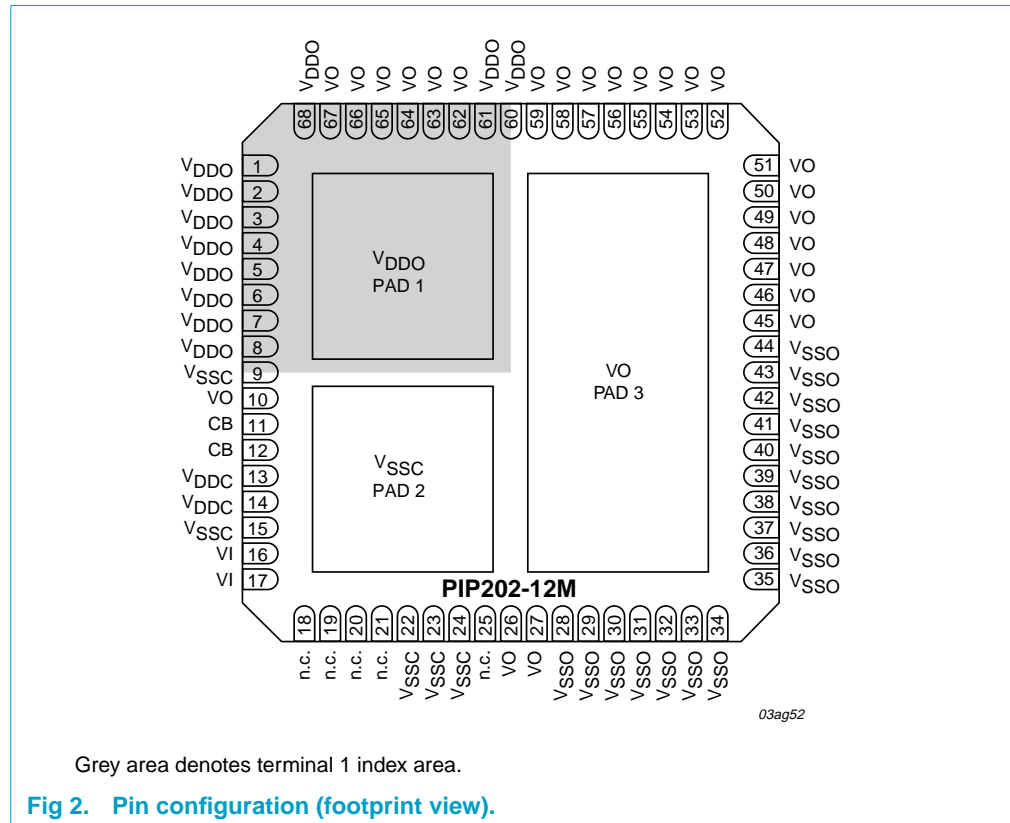 VDDO VO VO VO VO VO VO VDDO VDDO VO VO VO VO VO VO VO VO
68 67 66 65 64 63 62 61 60 59 58 57 56 55 54 53 52
VDDO 1 51 VO
VDDO 2 50 VO
VDDO 3 49 VO
VDDO 4 48 VO
VDDO 5 47 VO
VDDO 6 46 VO
VDDO 7 45 VO
VDDO 8 44 VSSO
VSSC 9 43 VSSO
VO 10 42 VSSO
CB 11 41 VSSO
CB 12 40 VSSO
VDDC 13 39 VSSO
VDDC 14 38 VSSO
VSSC 15 37 VSSO
VI 16 36 VSSO
VI 17 35 VSSO
VDDO
PAD 1
VO
PAD 3
VSSC
PAD 2
PIP202-12M
18 19 20 21 22 23 24 25 26 27 28 29 30 31 32 33 34
n.c. n.c. n.c. n.c. VSSC VSSC VSSC n.c. VO VO VSSO VSSO VSSO VSSO VSSO VSSO VSSO
03ag52
Grey area denotes terminal 1 index area.
Fig 2. Pin configuration (footprint view).